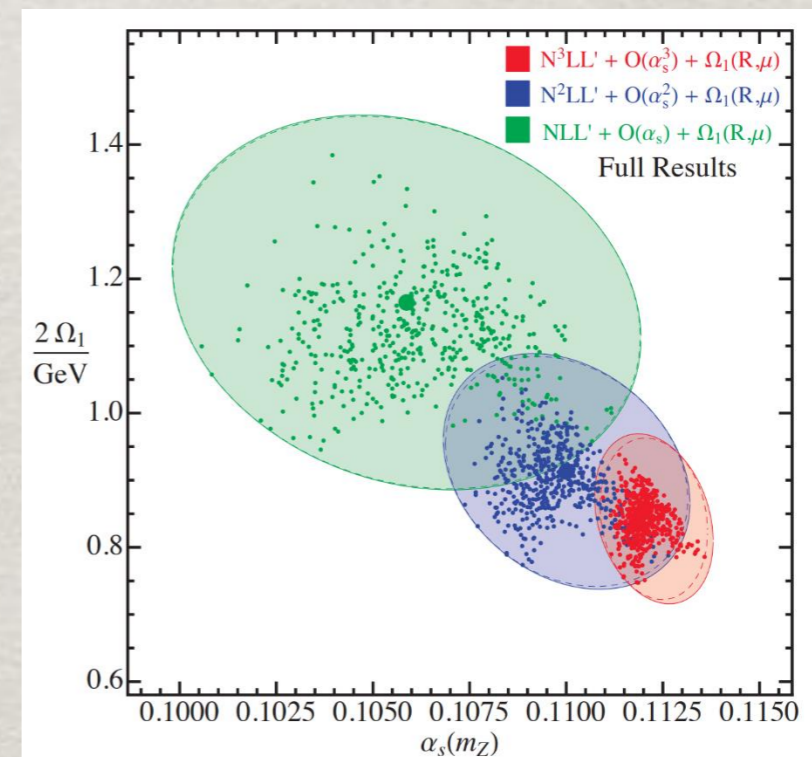 N³LL' + O(αₛ³) + Ω₁(R,μ)
N²LL' + O(αₛ²) + Ω₁(R,μ)
NLL' + O(αₛ) + Ω₁(R,μ)
Full Results
1.4
1.2
1.0
0.8
0.6
2 Ω₁
GeV
0.1000 0.1025 0.1050 0.1075 0.1100 0.1125 0.1150
αₛ(m_Z)